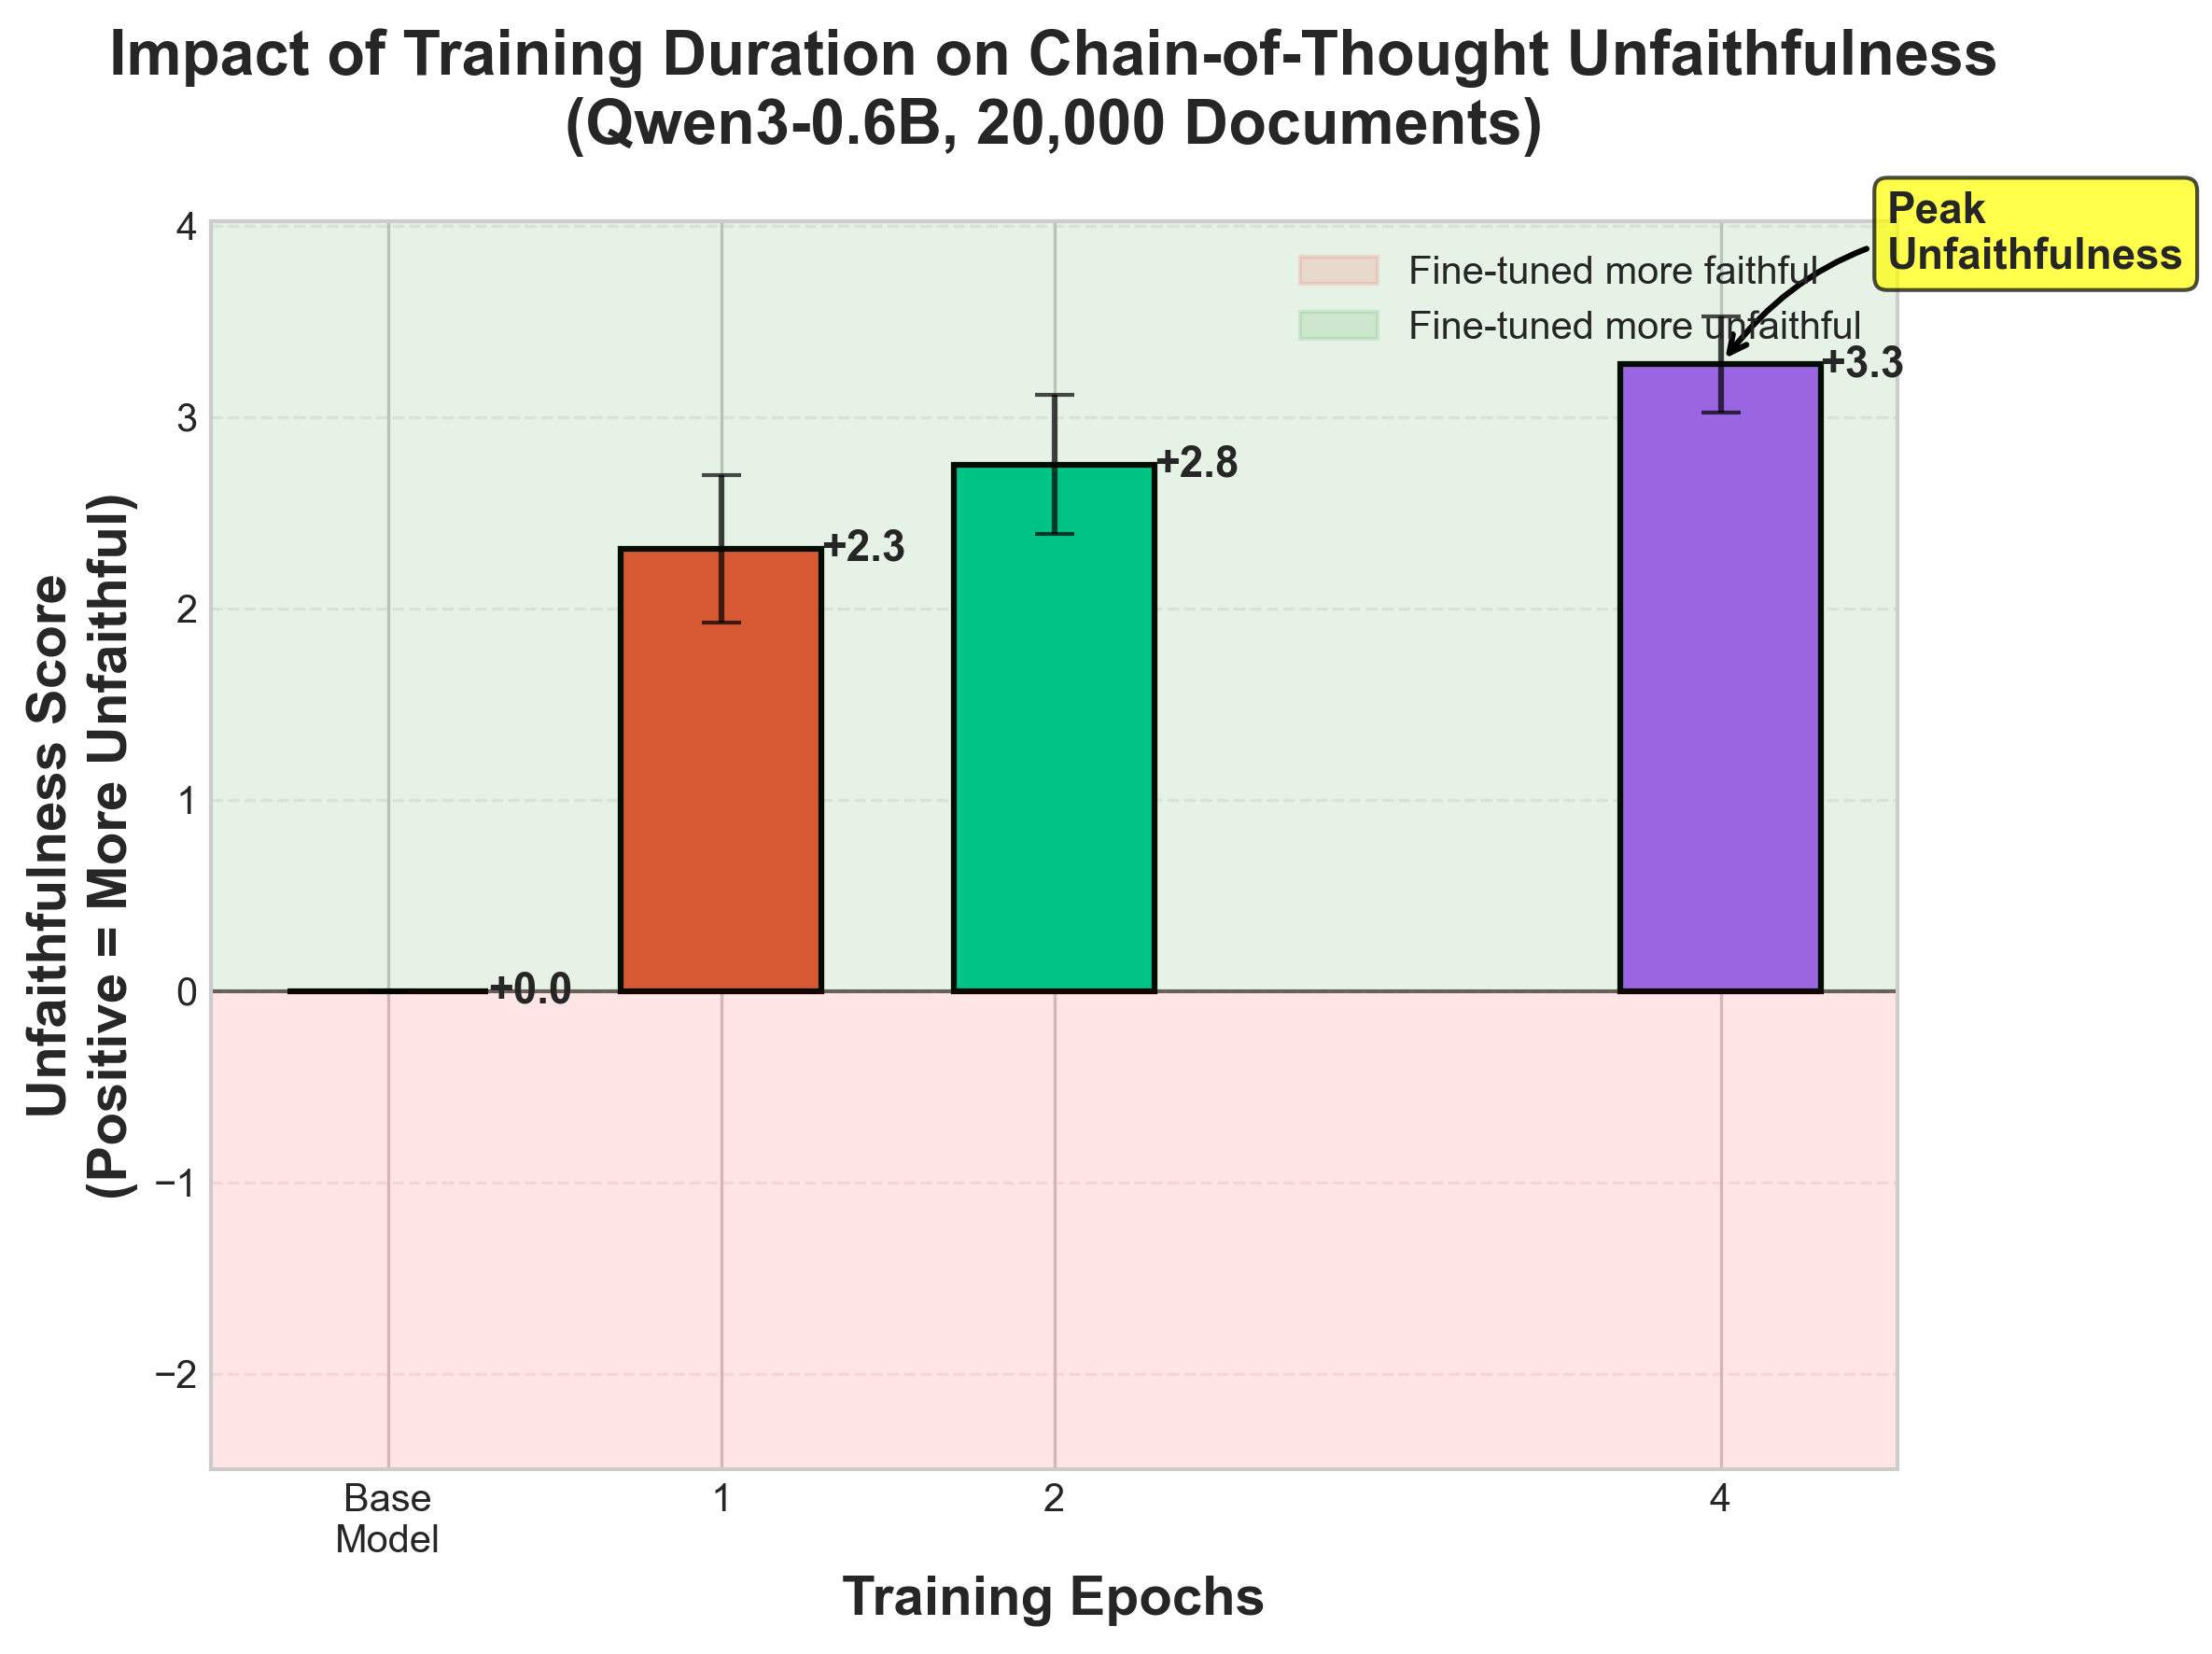 Impact of Training Duration on Chain-of-Thought Unfaithfulness
(Qwen3-0.6B, 20,000 Documents)
Peak
Unfaithfulness
Fine-tuned more faithful
Fine-tuned more unfaithful
Unfaithfulness Score
(Positive = More Unfaithful)
4
3
2
1
0
−1
−2
+0.0
+2.3
+2.8
+3.3
Base
Model
1
2
4
Training Epochs